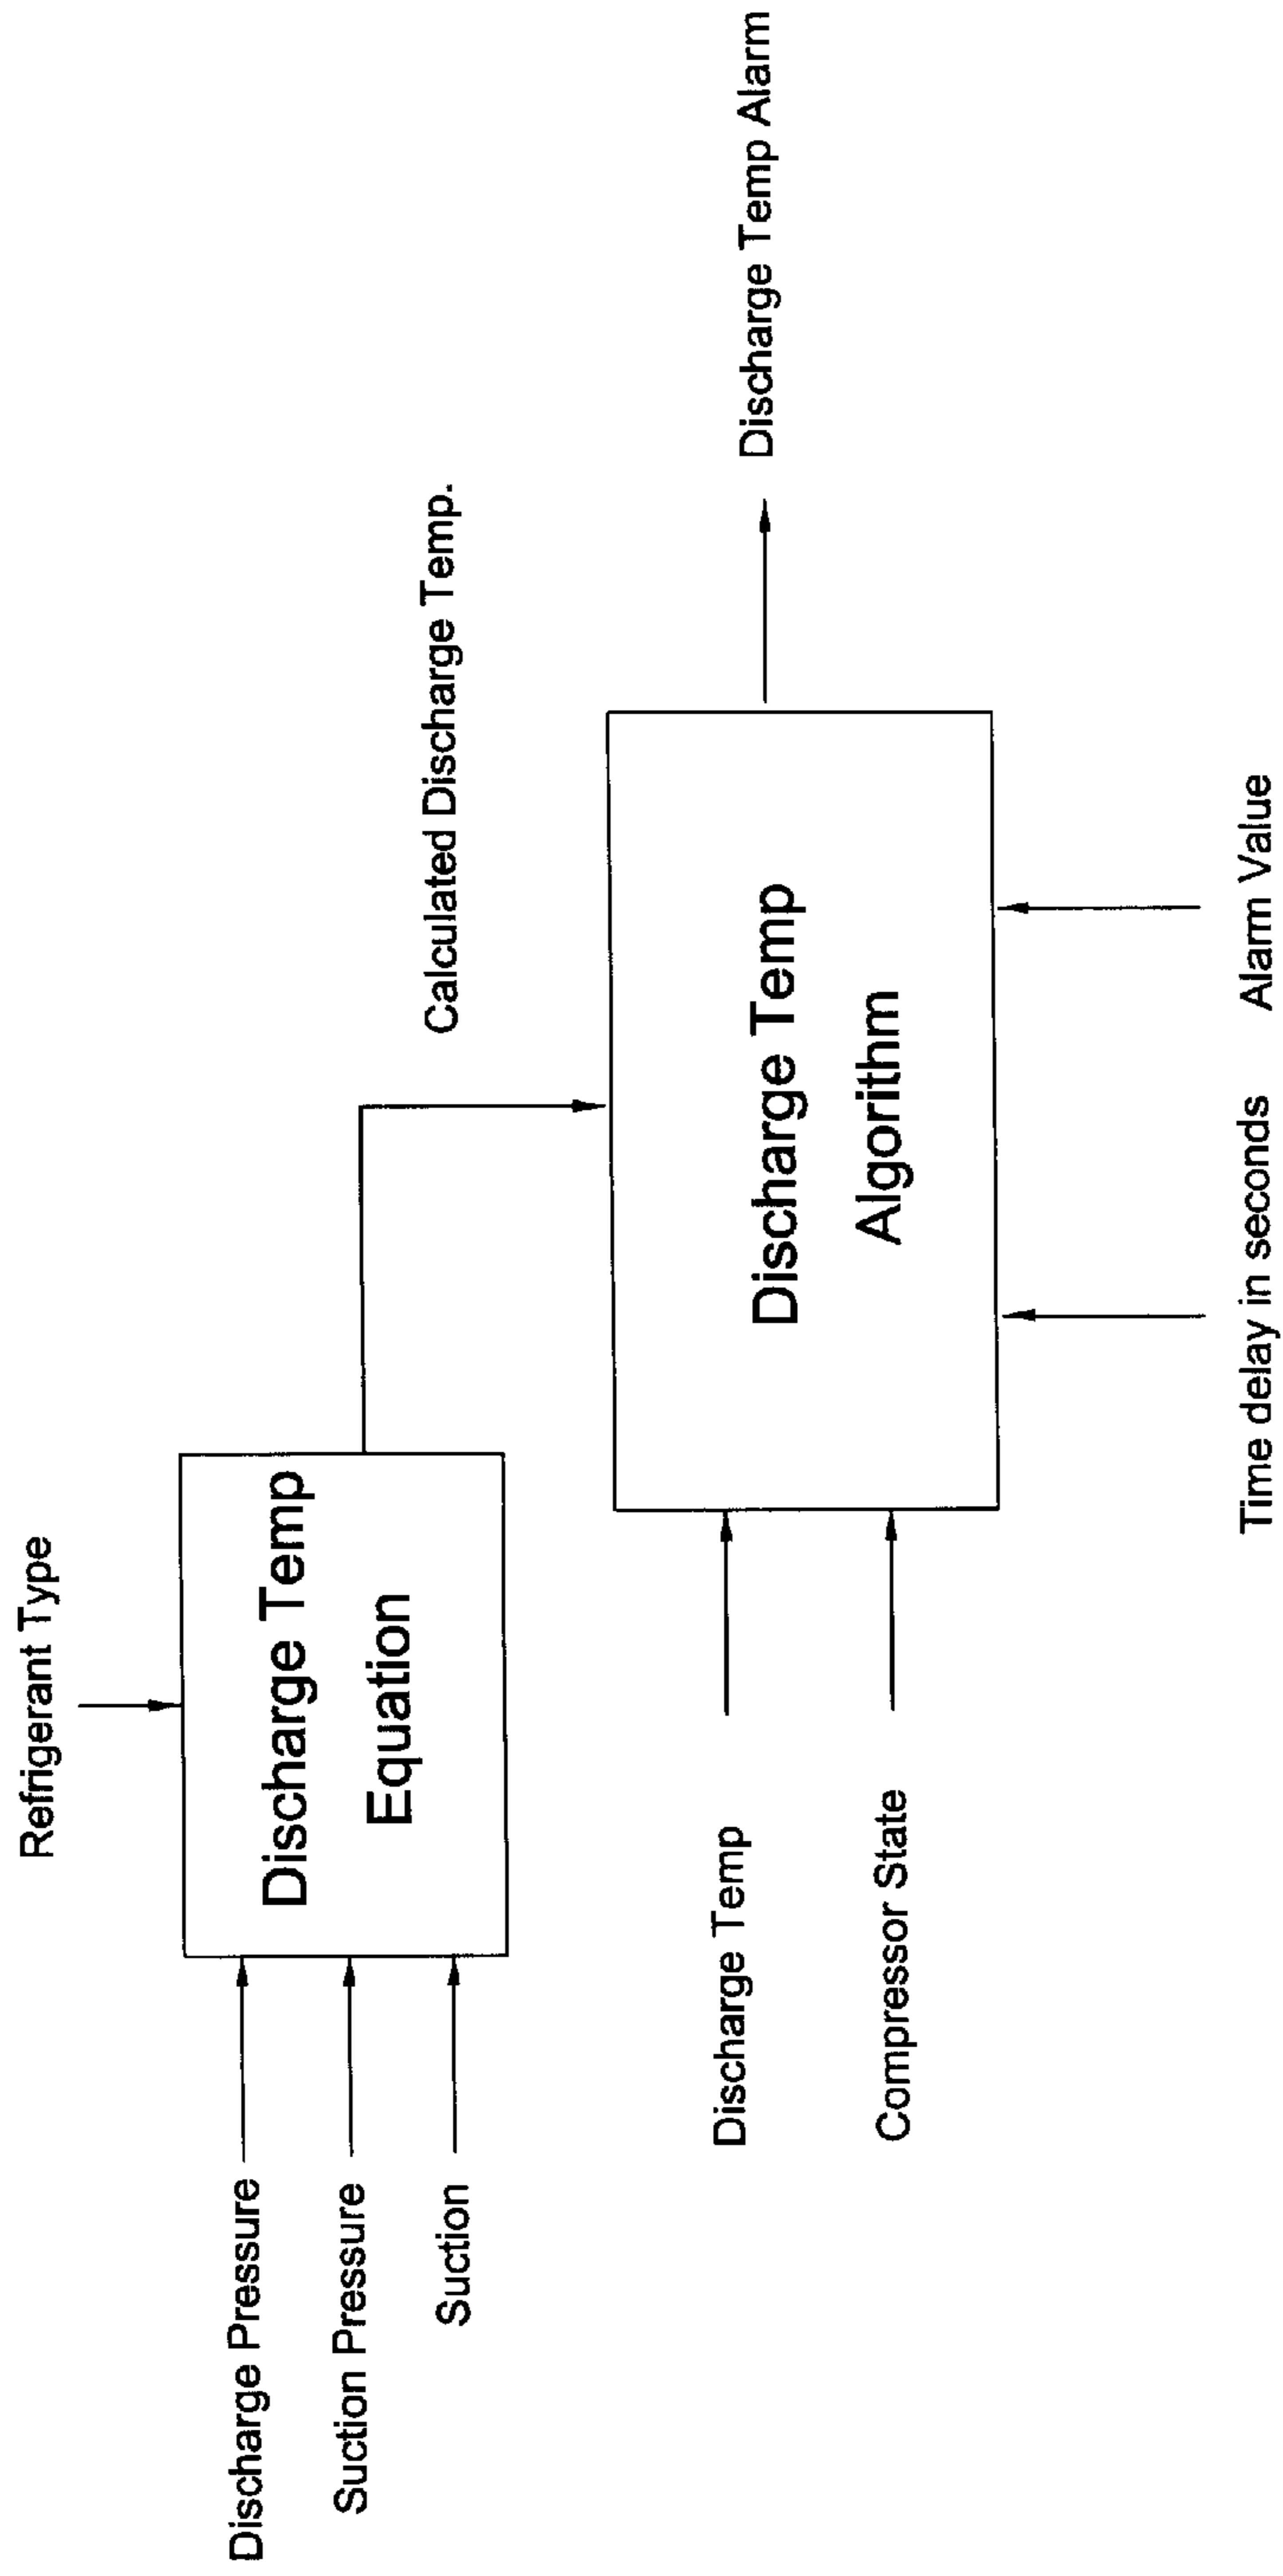 Refrigerant Type
Discharge Pressure
Suction Pressure
Suction
Discharge Temp
Equation
Calculated Discharge Temp.
Discharge Temp
Compressor State
Discharge Temp
Algorithm
Discharge Temp Alarm
Time delay in seconds
Alarm Value